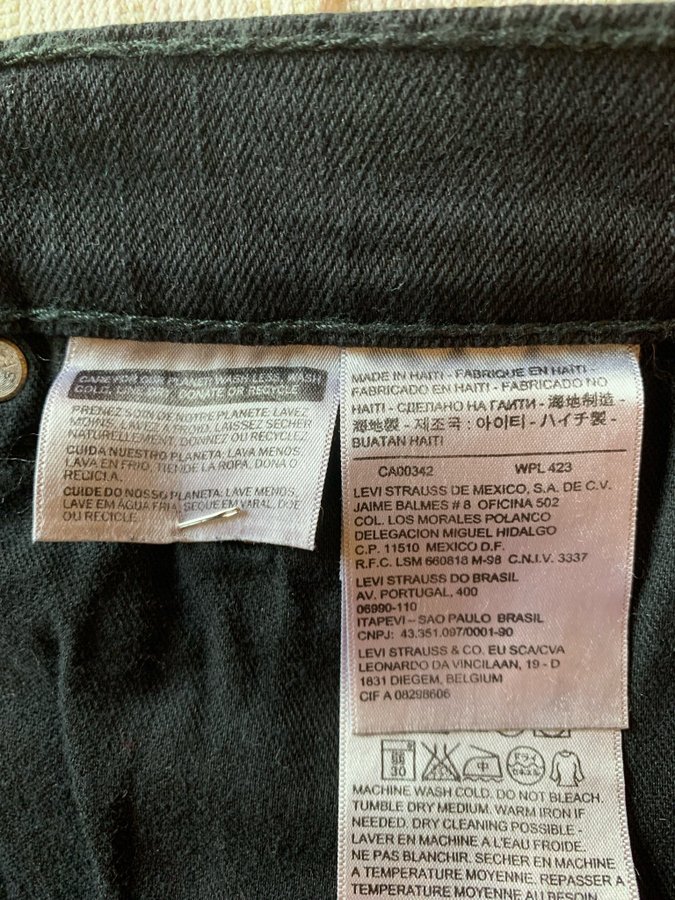 CARE FOR OUR PLANET: WASH LESS, WASH
COLD, LINE DRY, DONATE OR RECYCLE
PRENEZ SOIN DE NOTRE PLANETE: LAVEZ
MOINS, LAVEZ A FROID, LAISSEZ SECHER
NATURELLEMENT, DONNEZ OU RECYCLEZ
CUIDA NUESTRO PLANETA: LAVA MENOS,
LAVA EN FRIO, TIENDE LA ROPA, DONA O
RECICLA.
CUIDE DO NOSSO PLANETA: LAVE MENOS,
LAVE EM ÁGUA FRIA, SEQUE EM VARAL, DOE
OU RECICLE
MADE IN HAITI - FABRIQUE EN HAÏTI -
FABRICADO EN HAITI - FABRICADO NO
HAITI - СДЕЛАНО НА ГАИТИ - 海地制造 -
海地製 - 제조국 : 아이티 - ハイチ製 -
BUATAN HAITI
CA00342 WPL 423
LEVI STRAUSS DE MEXICO, S.A. DE C.V.
JAIME BALMES # 8 OFICINA 502
COL. LOS MORALES POLANCO
DELEGACION MIGUEL HIDALGO
C.P. 11510 MEXICO D.F.
R.F.C. LSM 660818 M-98 C.N.I.V. 3337
LEVI STRAUSS DO BRASIL
AV. PORTUGAL, 400
06990-110
ITAPEVI – SAO PAULO BRASIL
CNPJ: 43.351.097/0001-90
LEVI STRAUSS & CO. EU SCA/CVA
LEONARDO DA VINCILAAN, 19 - D
1831 DIEGEM, BELGIUM
CIF A 08298606
30 中 ドライ
MACHINE WASH COLD. DO NOT BLEACH.
TUMBLE DRY MEDIUM. WARM IRON IF
NEEDED. DRY CLEANING POSSIBLE -
LAVER EN MACHINE A L'EAU FROIDE.
NE PAS BLANCHIR. SECHER EN MACHINE
A TEMPERATURE MOYENNE. REPASSER A
TEMPERATURE MOYENNE AU BESOIN.